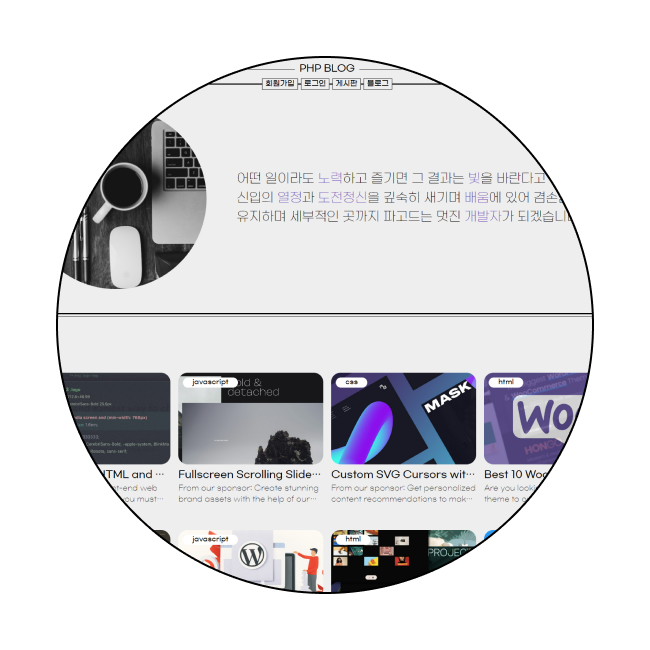 PHP BLOG
회원가입 로그인 게시판 블로그
어떤 일이라도 노력하고 즐기면 그 결과는 빛을 바란다고
신입의 열정과 도전정신을 깊숙히 새기며 배움에 있어 겸손
유지하며 세부적인 곳까지 파고드는 멋진 개발자가 되겠습니
javascript
css
html
detached
MASK
HTML and ...
Fullscreen Scrolling Slide...
Custom SVG Cursors wit...
Best 10 Woo
From our sponsor: Create stunning
brand assets with the help of our...
From our sponsor: Get personalized
content recommendations to mak...
Are you looki
theme to
javascript
html
PROJEC